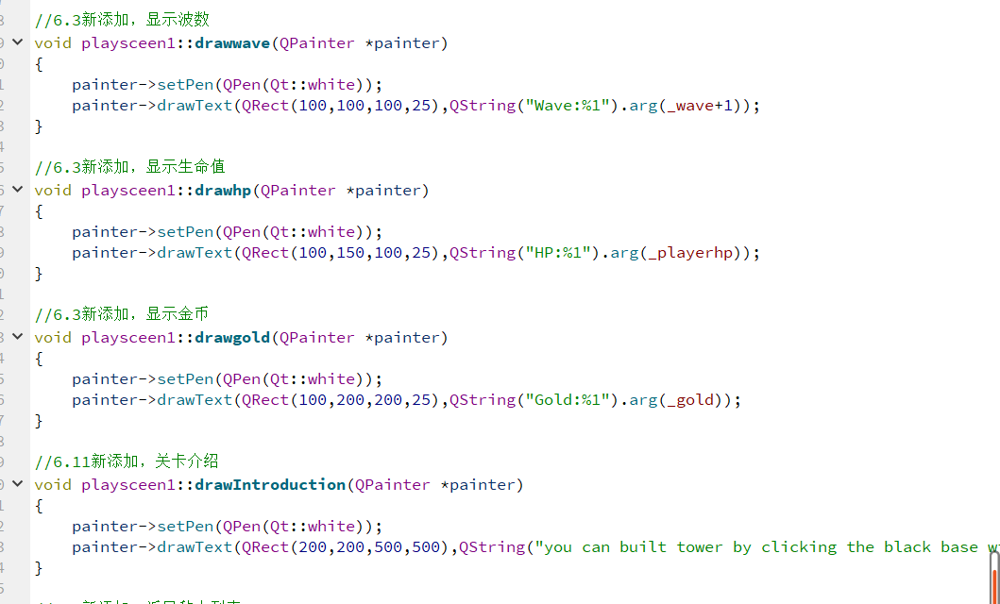 //6.3新添加，显示波数
void playsceen1::drawwave(QPainter *painter)
{
    painter->setPen(QPen(Qt::white));
    painter->drawText(QRect(100,100,100,25),QString("Wave:%1").arg(_wave+1));
}
//6.3新添加，显示生命值
void playsceen1::drawhp(QPainter *painter)
{
    painter->setPen(QPen(Qt::white));
    painter->drawText(QRect(100,150,100,25),QString("HP:%1").arg(_playerhp));
}
//6.3新添加，显示金币
void playsceen1::drawgold(QPainter *painter)
{
    painter->setPen(QPen(Qt::white));
    painter->drawText(QRect(100,200,200,25),QString("Gold:%1").arg(_gold));
}
//6.11新添加，关卡介绍
void playsceen1::drawIntroduction(QPainter *painter)
{
    painter->setPen(QPen(Qt::white));
    painter->drawText(QRect(200,200,500,500),QString("you can built tower by clicking the black base
}